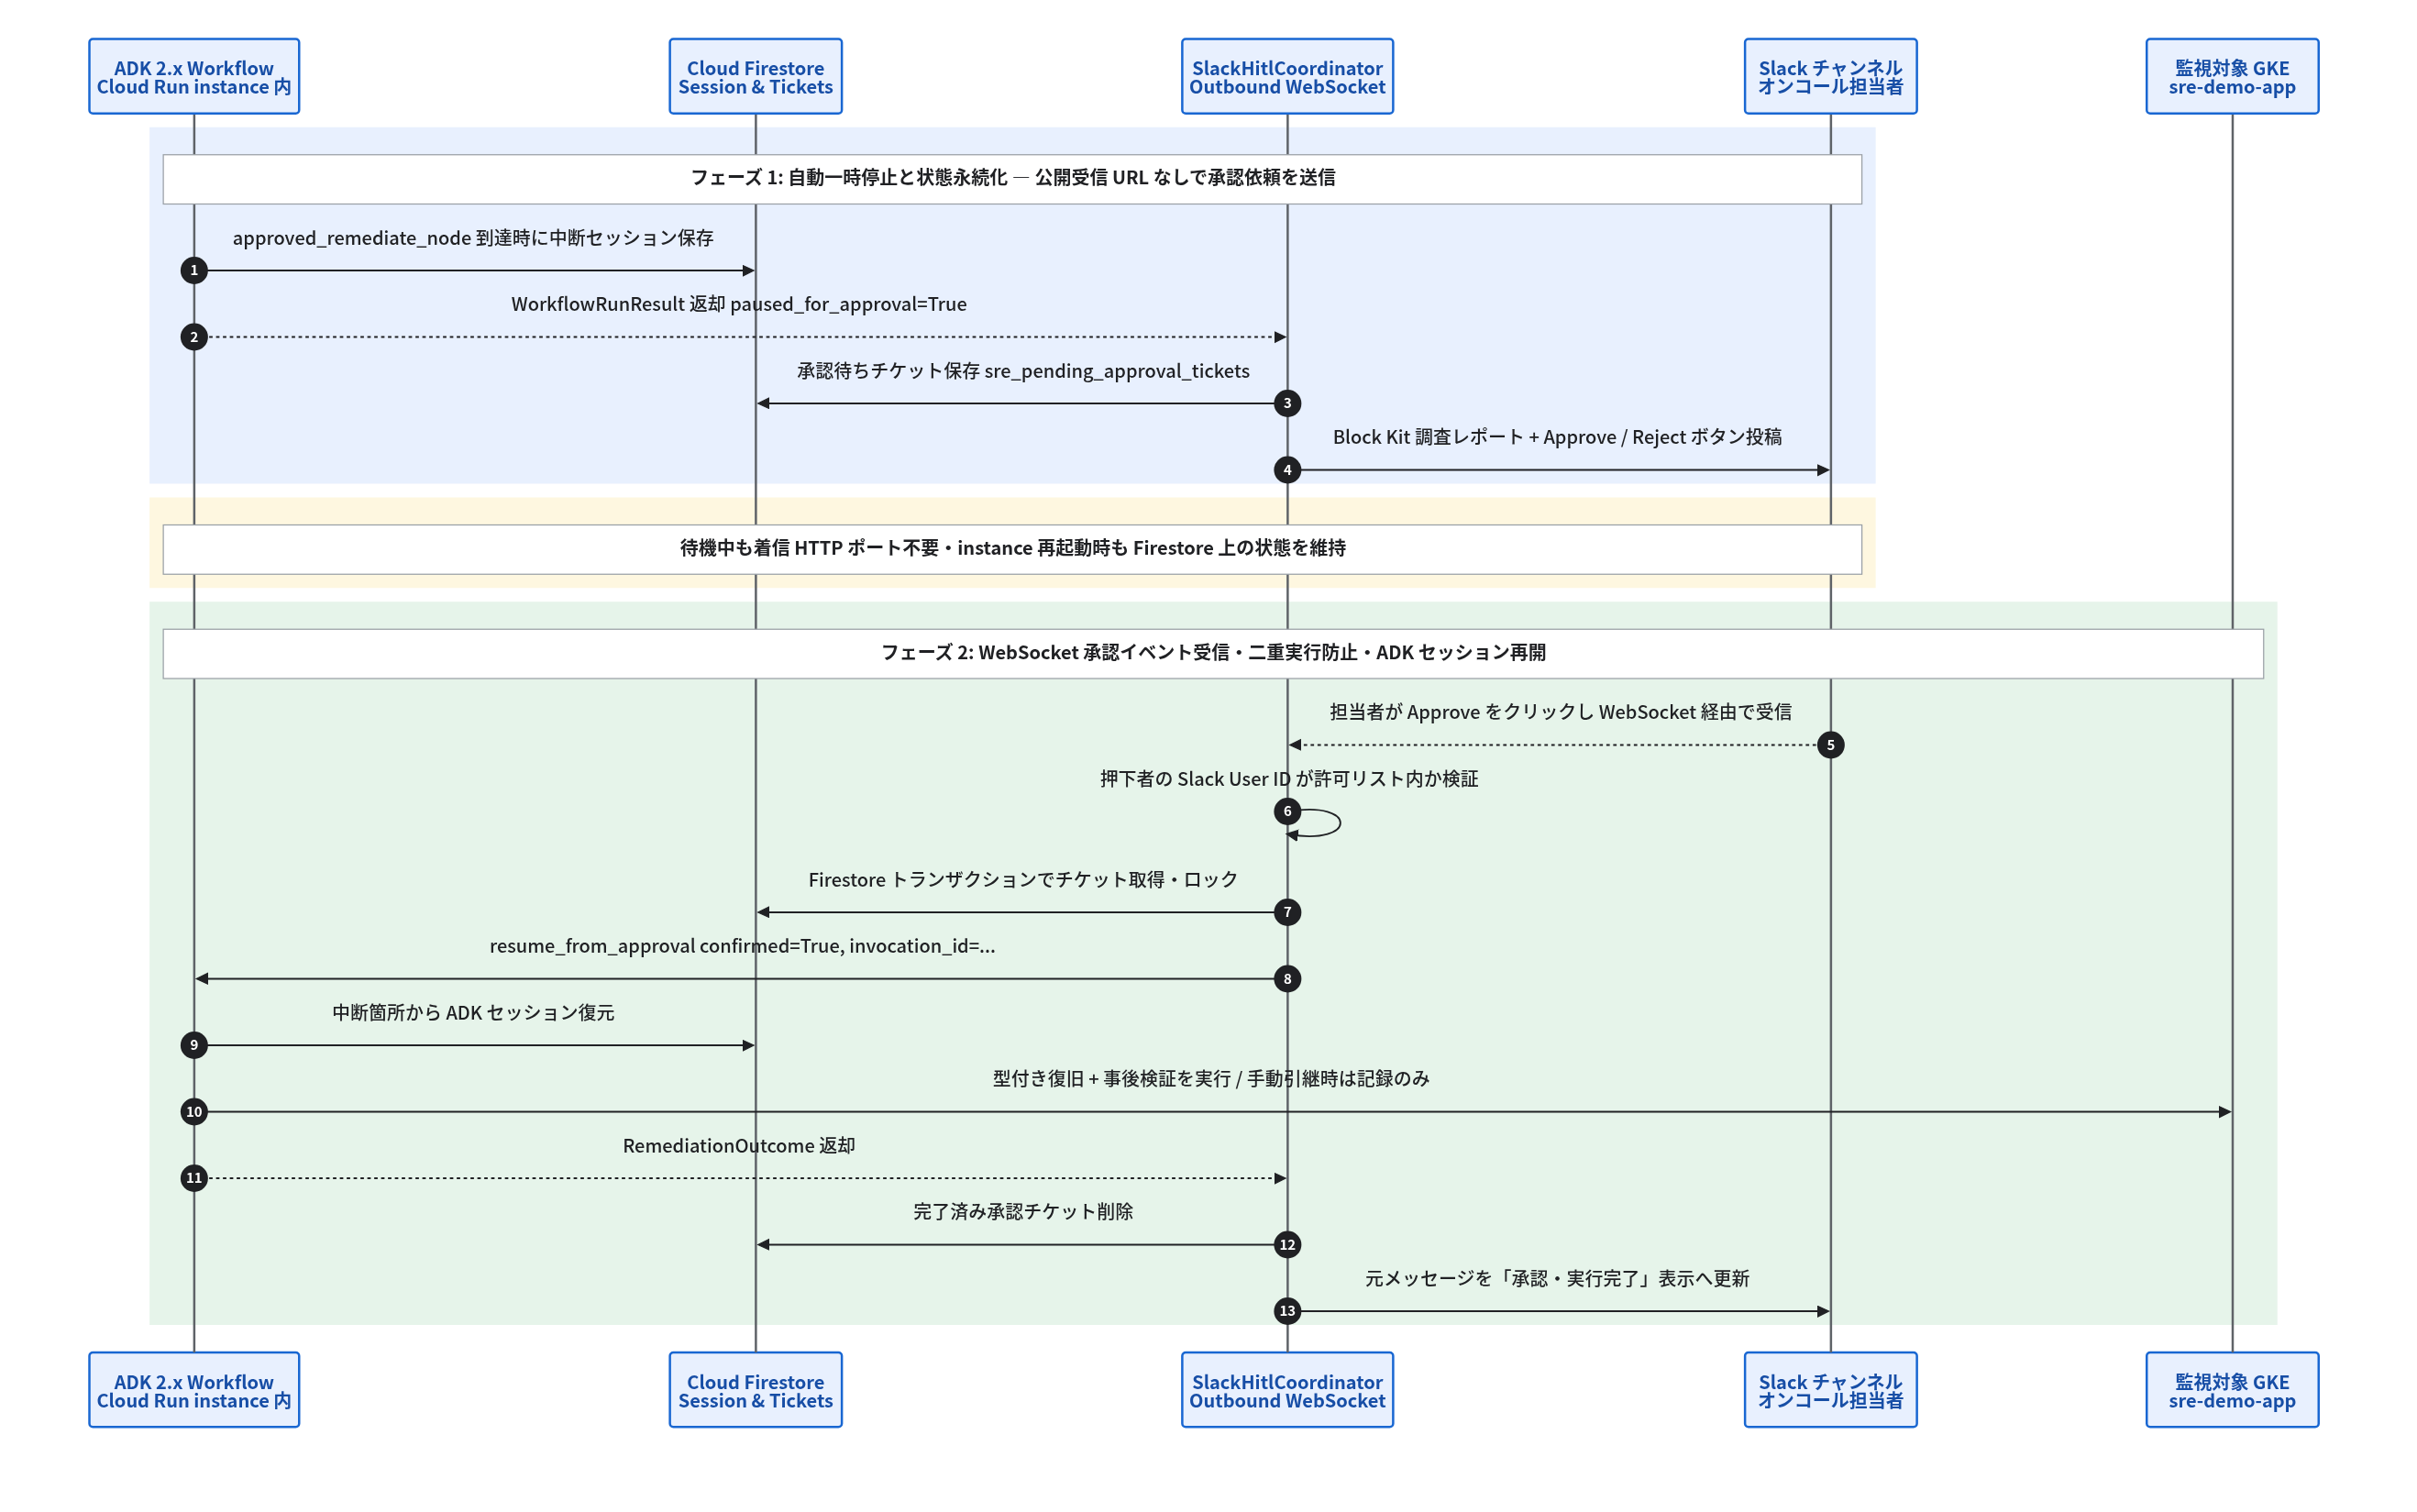 ADK 2.x Workflow
Cloud Run instance 内
Cloud Firestore
Session & Tickets
SlackHitlCoordinator
Outbound WebSocket
Slack チャンネル
オンコール担当者
監視対象 GKE
sre-demo-app
フェーズ 1: 自動一時停止と状態永続化 — 公開受信 URL なしで承認依頼を送信
approved_remediate_node 到達時に中断セッション保存
1
WorkflowRunResult 返却 paused_for_approval=True
2
承認待ちチケット保存 sre_pending_approval_tickets
3
Block Kit 調査レポート + Approve / Reject ボタン投稿
4
待機中も着信 HTTP ポート不要・instance 再起動時も Firestore 上の状態を維持
フェーズ 2: WebSocket 承認イベント受信・二重実行防止・ADK セッション再開
担当者が Approve をクリックし WebSocket 経由で受信
5
押下者の Slack User ID が許可リスト内か検証
6
Firestore トランザクションでチケット取得・ロック
7
resume_from_approval confirmed=True, invocation_id=...
8
中断箇所から ADK セッション復元
9
型付き復旧 + 事後検証を実行 / 手動引継時は記録のみ
10
RemediationOutcome 返却
11
完了済み承認チケット削除
12
元メッセージを「承認・実行完了」表示へ更新
13
ADK 2.x Workflow
Cloud Run instance 内
Cloud Firestore
Session & Tickets
SlackHitlCoordinator
Outbound WebSocket
Slack チャンネル
オンコール担当者
監視対象 GKE
sre-demo-app